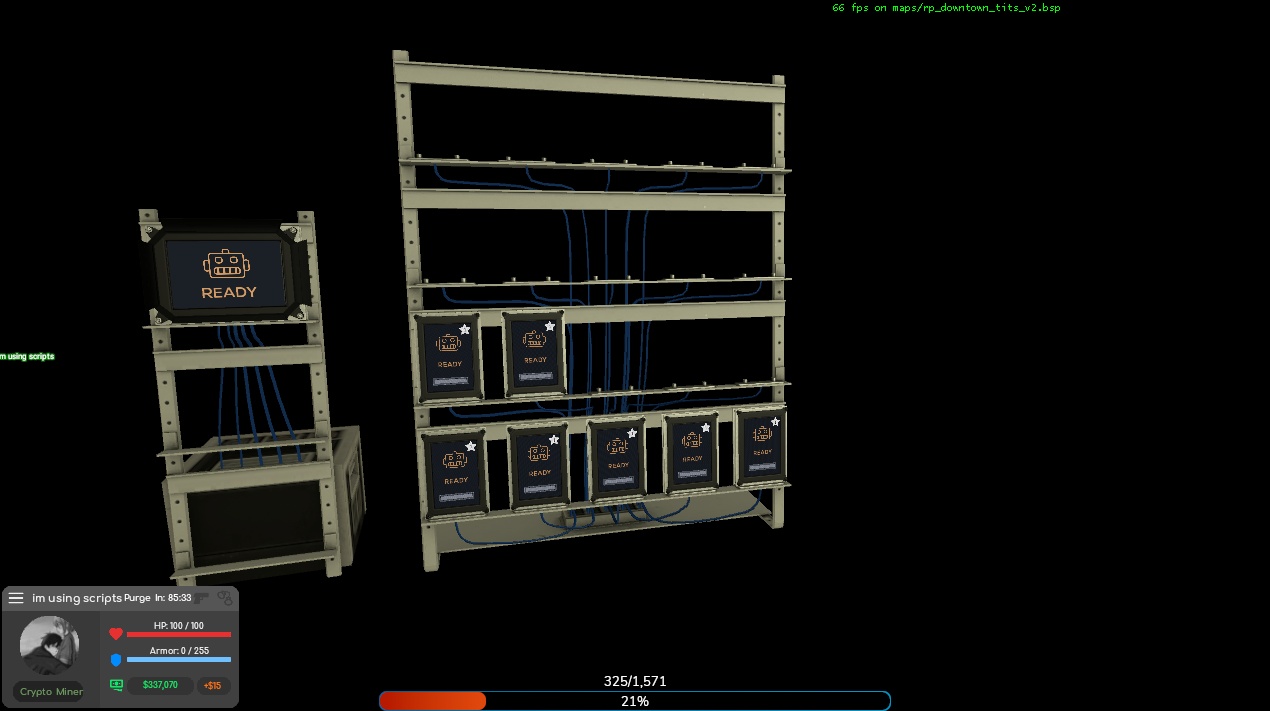 66 fps on maps/rp_downtown_tits_v2.bsp
READY
READY
READY
m using scripts
READY
READY
READY
READY
READY
im using scripts Purge In: 85:33
HP: 100 / 100
Armor: 0 / 255
$337,070
+$15
Crypto Miner
325/1,571
21%